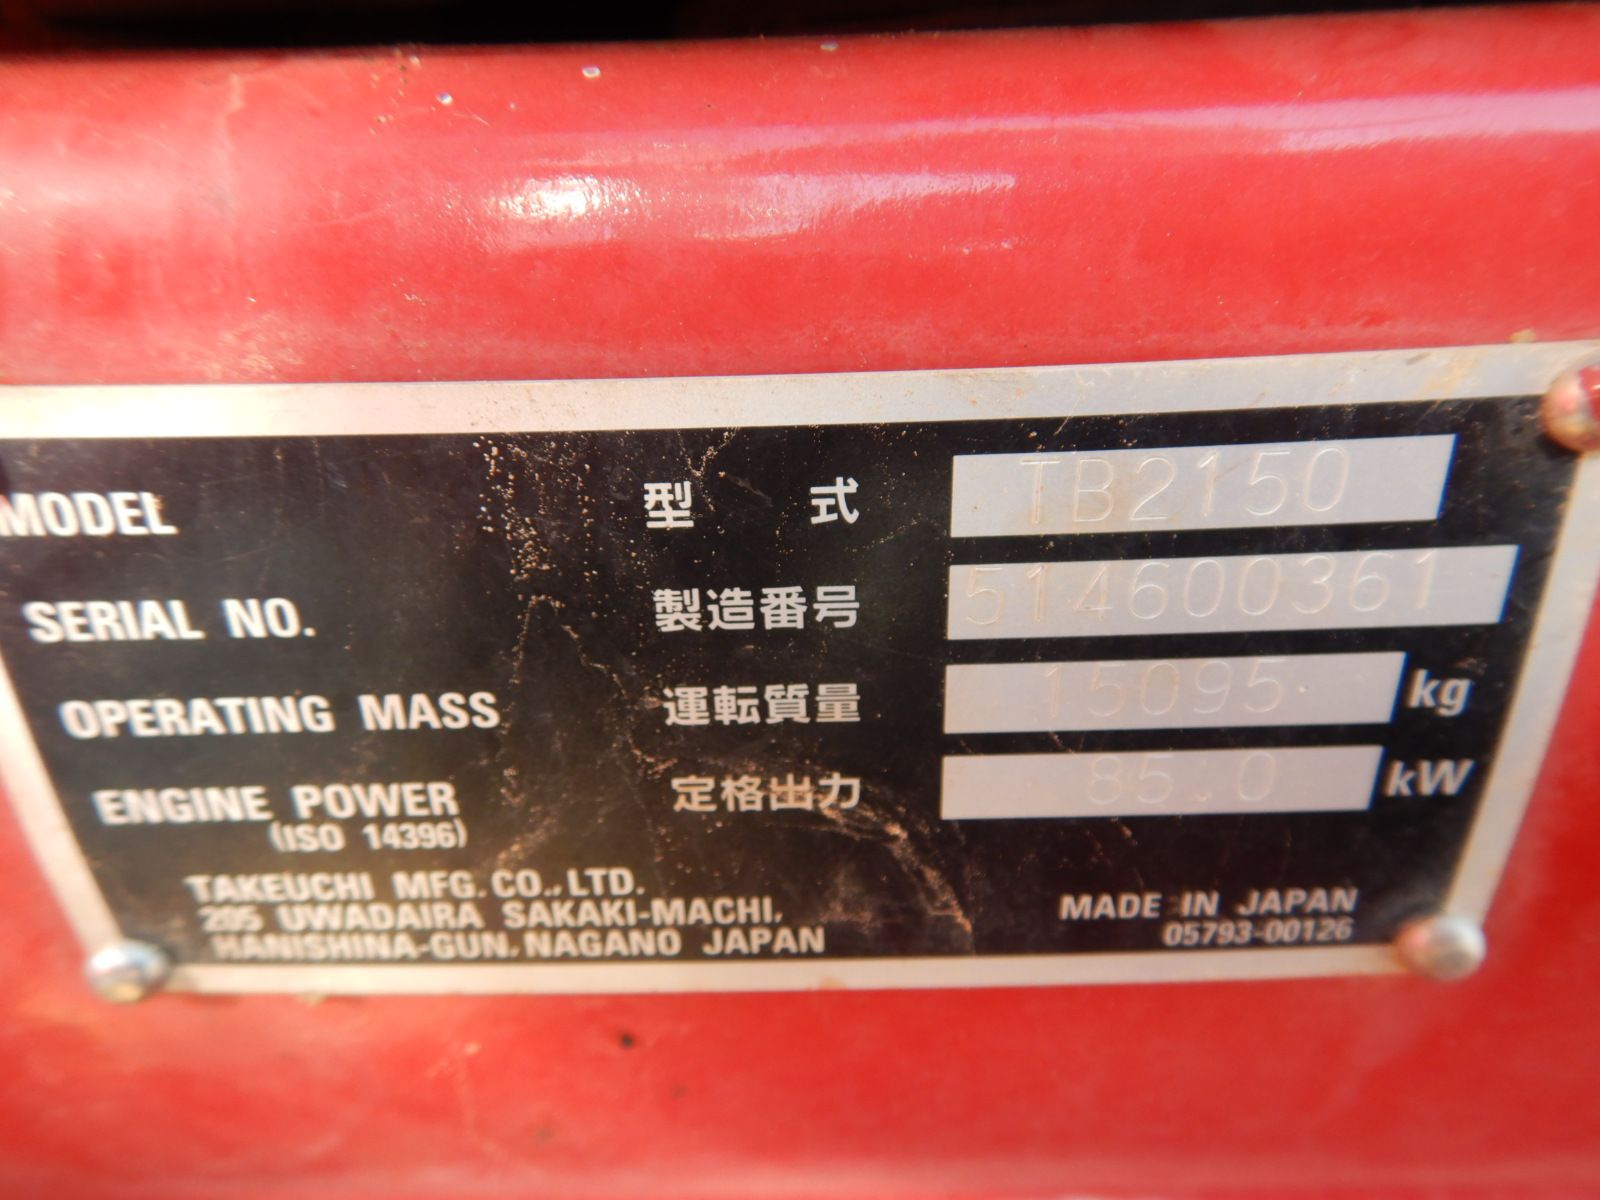 MODEL 型 式 TB2150
SERIAL NO. 製造番号 514600361
OPERATING MASS 運転質量 15095 kg
ENGINE POWER 定格出力 85.0 kW
(ISO 14396)
TAKEUCHI MFG. CO., LTD.
205 UWADAIRA SAKAKI-MACHI,
HANISHINA-GUN, NAGANO JAPAN
MADE IN JAPAN
05793-00126